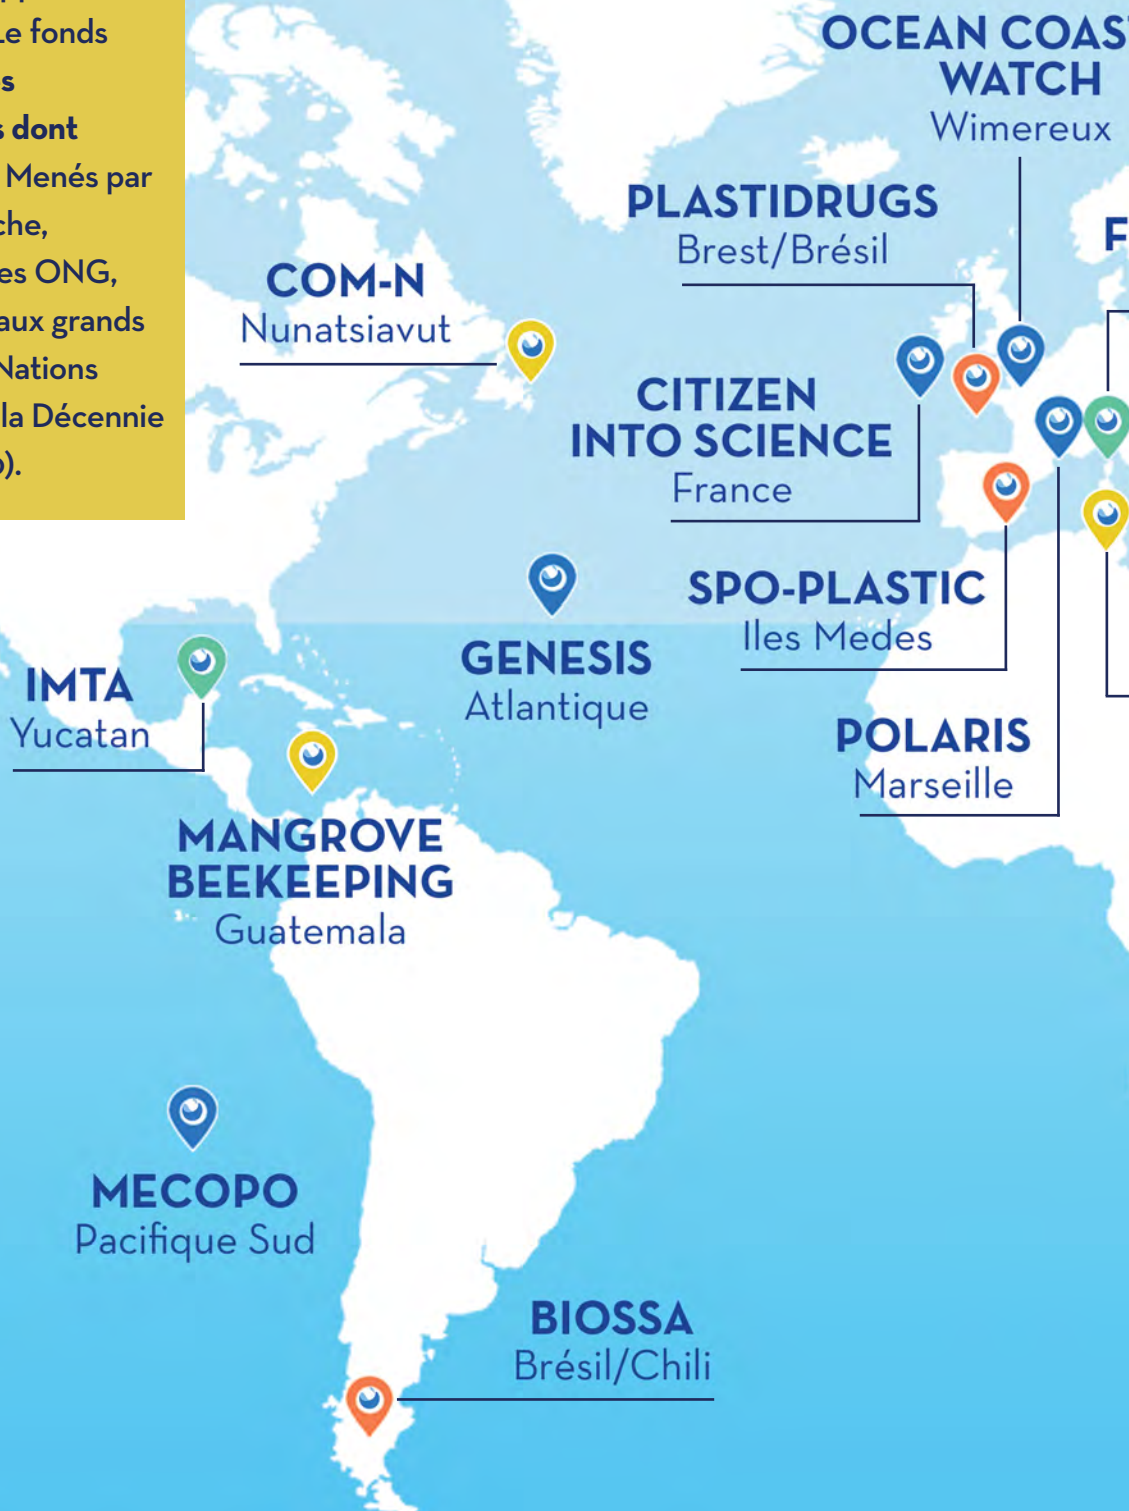 Le fonds
s dont
Menés par
che,
es ONG,
aux grands
Nations
la Décennie
OCEAN COAS
WATCH
Wimereux
PLASTIDRUGS
Brest/Brésil
F
COM-N
Nunatsiavut
CITIZEN
INTO SCIENCE
France
SPO-PLASTIC
Iles Medes
GENESIS
Atlantique
IMTA
Yucatan
POLARIS
Marseille
MANGROVE
BEEKEEPING
Guatemala
MECOPO
Pacifique Sud
BIOSSA
Brésil/Chili